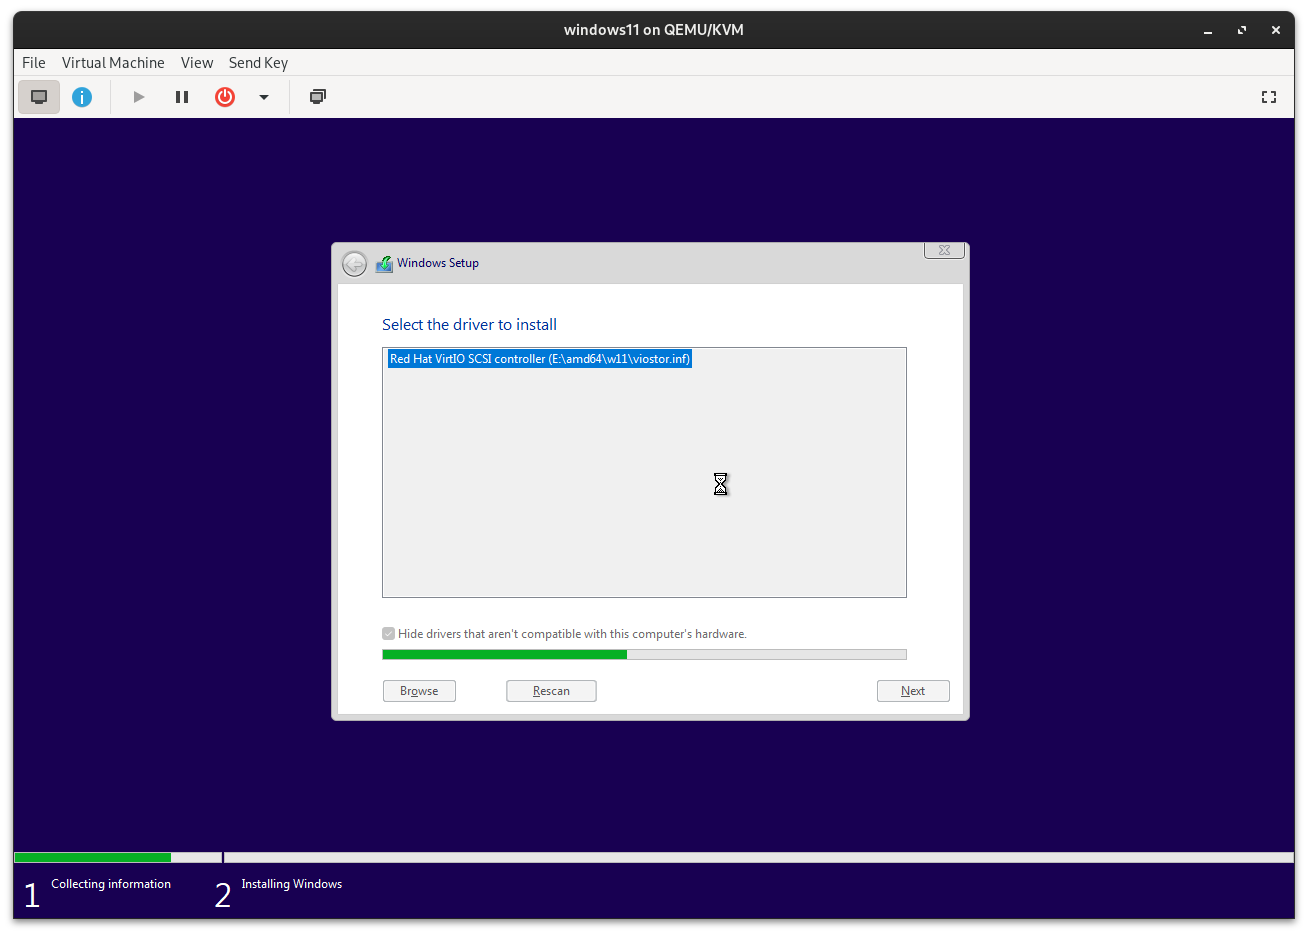 windows11 on QEMU/KVM
File Virtual Machine View Send Key
Windows Setup
Select the driver to install
Red Hat VirtIO SCSI controller (E:\amd64\w11\viostor.inf)
Hide drivers that aren't compatible with this computer's hardware.
Browse Rescan Next
1 Collecting information 2 Installing Windows